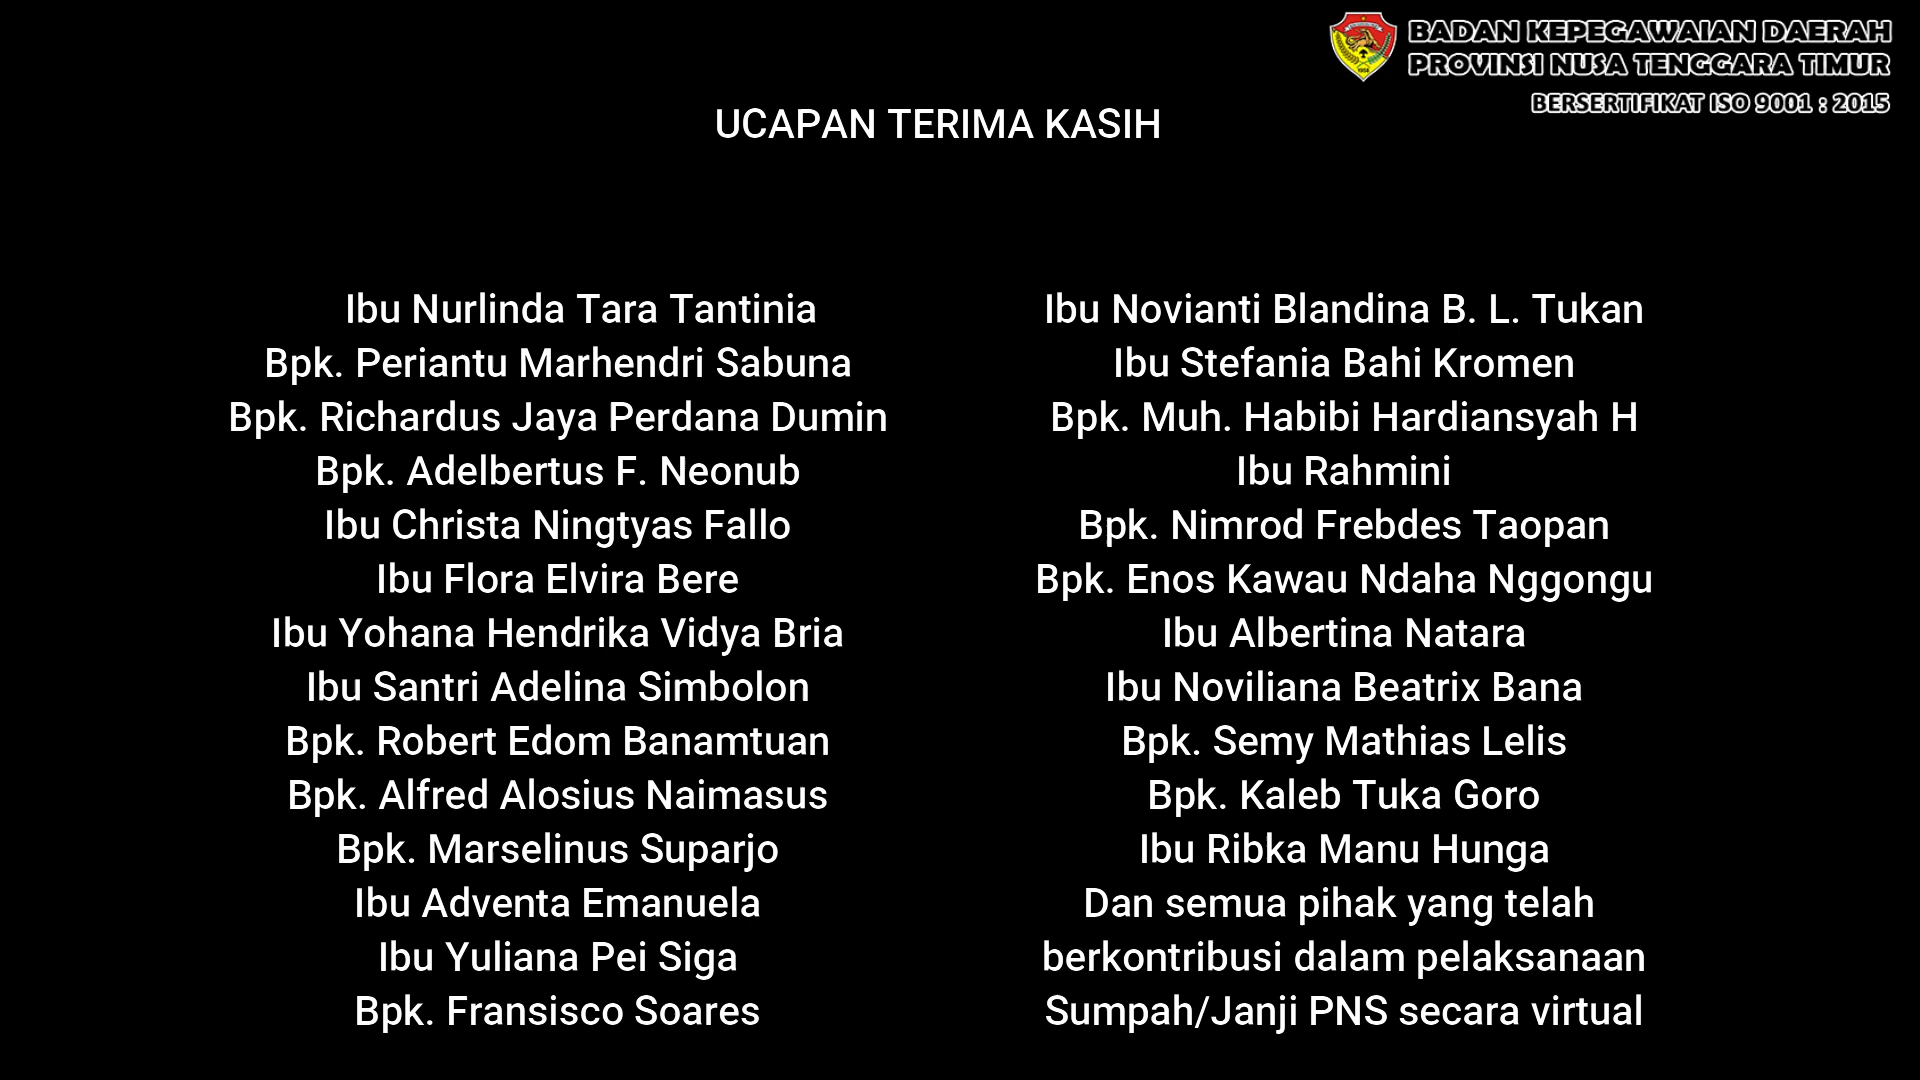 BADAN KEPEGAWAIAN DAERAH
PROVINSI NUSA TENGGARA TIMUR
BERSERTIFIKAT ISO 9001 : 2015
UCAPAN TERIMA KASIH
Ibu Nurlinda Tara Tantinia
Bpk. Periantu Marhendri Sabuna
Bpk. Richardus Jaya Perdana Dumin
Bpk. Adelbertus F. Neonub
Ibu Christa Ningtyas Fallo
Ibu Flora Elvira Bere
Ibu Yohana Hendrika Vidya Bria
Ibu Santri Adelina Simbolon
Bpk. Robert Edom Banamtuan
Bpk. Alfred Alosius Naimasus
Bpk. Marselinus Suparjo
Ibu Adventa Emanuela
Ibu Yuliana Pei Siga
Bpk. Fransisco Soares
Ibu Novianti Blandina B. L. Tukan
Ibu Stefania Bahi Kromen
Bpk. Muh. Habibi Hardiansyah H
Ibu Rahmini
Bpk. Nimrod Frebdes Taopan
Bpk. Enos Kawau Ndaha Nggongu
Ibu Albertina Natara
Ibu Noviliana Beatrix Bana
Bpk. Semy Mathias Lelis
Bpk. Kaleb Tuka Goro
Ibu Ribka Manu Hunga
Dan semua pihak yang telah
berkontribusi dalam pelaksanaan
Sumpah/Janji PNS secara virtual